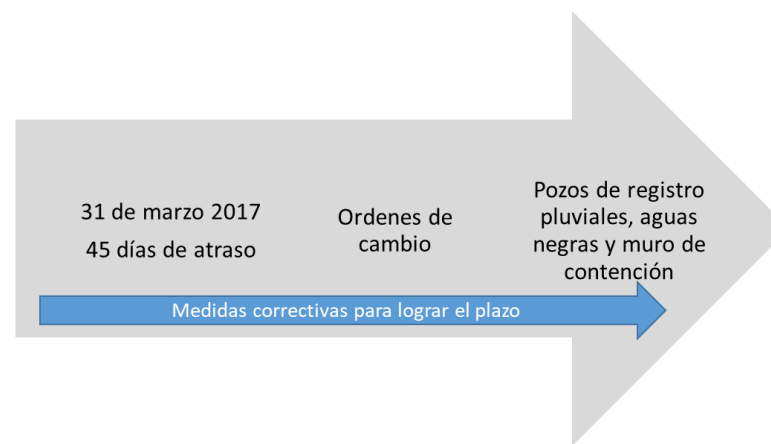 31 de marzo 2017
45 días de atraso
Ordenes de
cambio
Pozos de registro
pluviales, aguas
negras y muro de
contención
Medidas correctivas para lograr el plazo